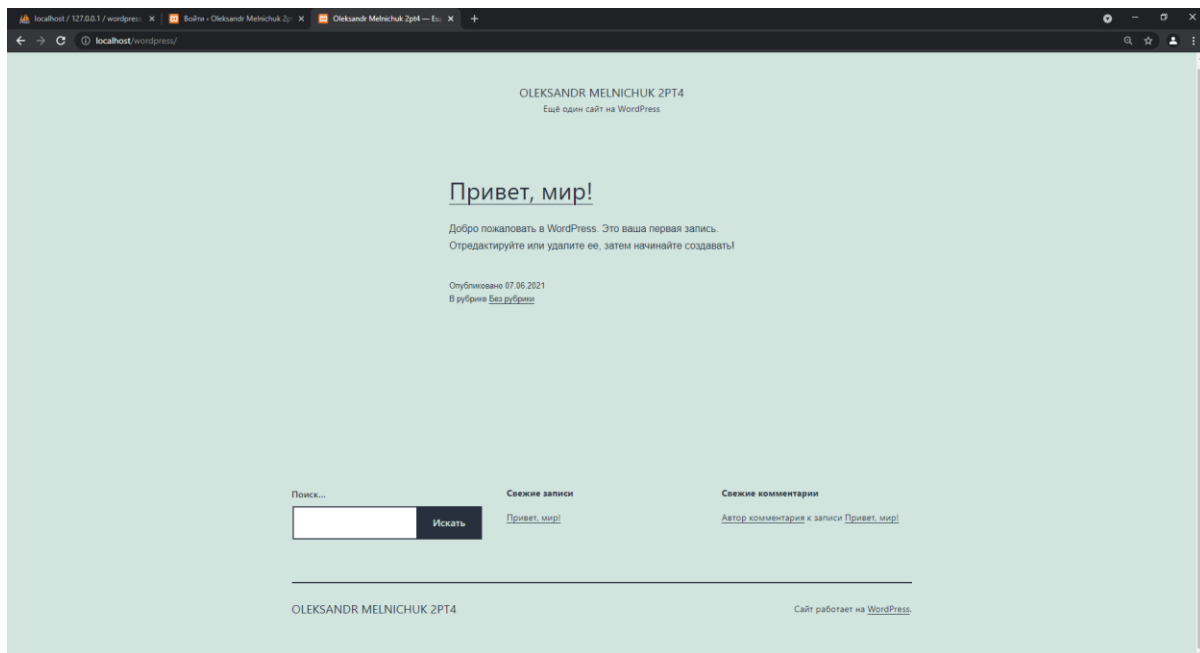 localhost / 127.0.0.1 / wordpress
Войти ‹ Oleksandr Melnichuk 2pt
Oleksandr Melnichuk 2pt4 — Ещ
localhost/wordpress/
OLEKSANDR MELNICHUK 2PT4
Ещё один сайт на WordPress
Привет, мир!
Добро пожаловать в WordPress. Это ваша первая запись.
Отредактируйте или удалите ее, затем начинайте создавать!
Опубликовано 07.06.2021
В рубрике Без рубрики
Поиск...
Искать
Свежие записи
Привет, мир!
Свежие комментарии
Автор комментария к записи Привет, мир!
OLEKSANDR MELNICHUK 2PT4
Сайт работает на WordPress.